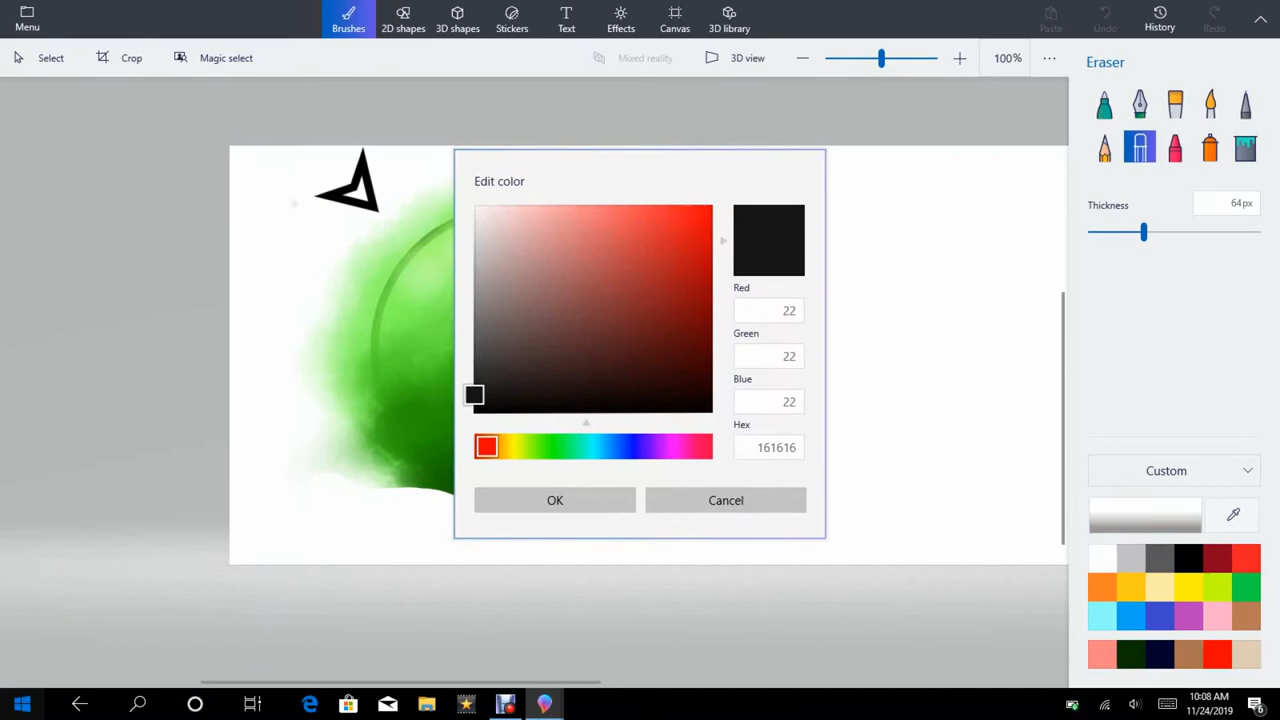 Menu
Brushes
2D shapes
3D shapes
Stickers
Text
Effects
Canvas
3D library
Paste
Undo
History
Redo
Select
Crop
Magic select
Mixed reality
3D view
100%
Eraser
Thickness
64px
Edit color
Red
22
Green
22
Blue
22
Hex
161616
OK
Cancel
Custom
10:08 AM
11/24/2019
6